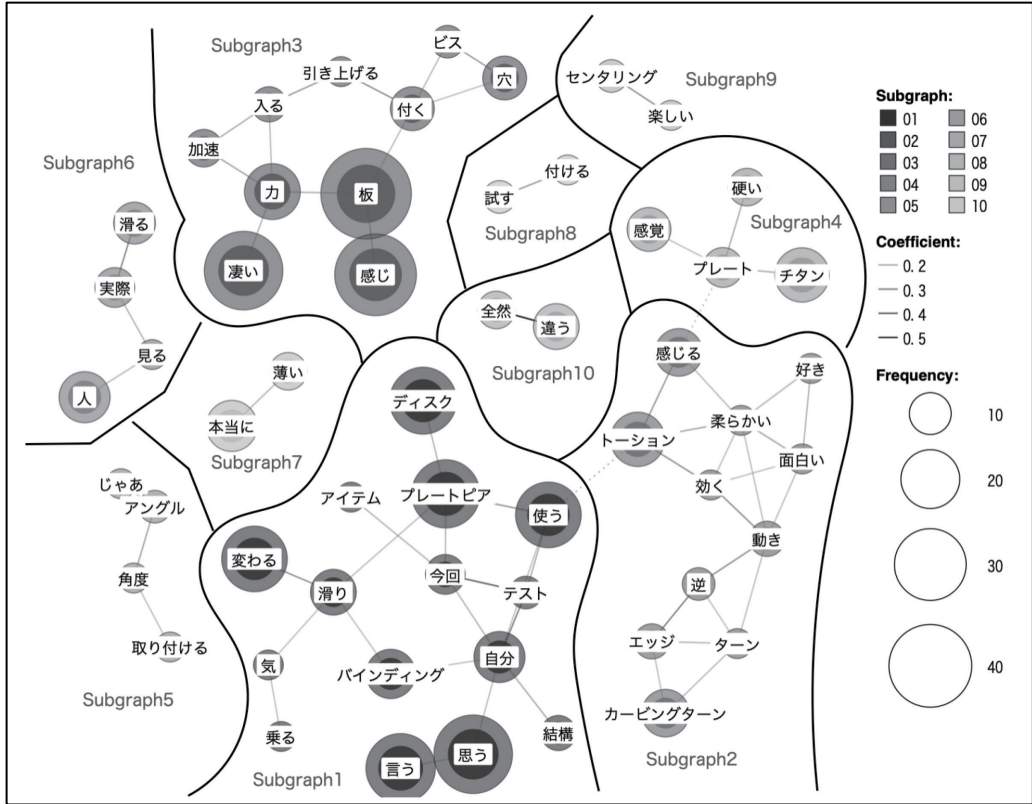 Subgraph3
ビス
引き上げる
穴
入る
付く
加速
力
板
凄い
感じ
センタリング
Subgraph9
楽しい
Subgraph6
滑る
実際
見る
人
付ける
試す
Subgraph8
硬い
感覚
Subgraph4
プレート
チタン
全然
違う
Subgraph10
薄い
本当に
Subgraph7
じゃあ
アングル
角度
取り付ける
Subgraph5
ディスク
アイテム
プレートピア
使う
変わる
滑り
今回
テスト
気
バインディング
自分
乗る
結構
言う
思う
Subgraph1
感じる
好き
トーション
柔らかい
面白い
効く
動き
逆
エッジ
ターン
カービングターン
Subgraph2
Subgraph:
01 06
02 07
03 08
04 09
05 10
Coefficient:
0.2
0.3
0.4
0.5
Frequency:
10
20
30
40